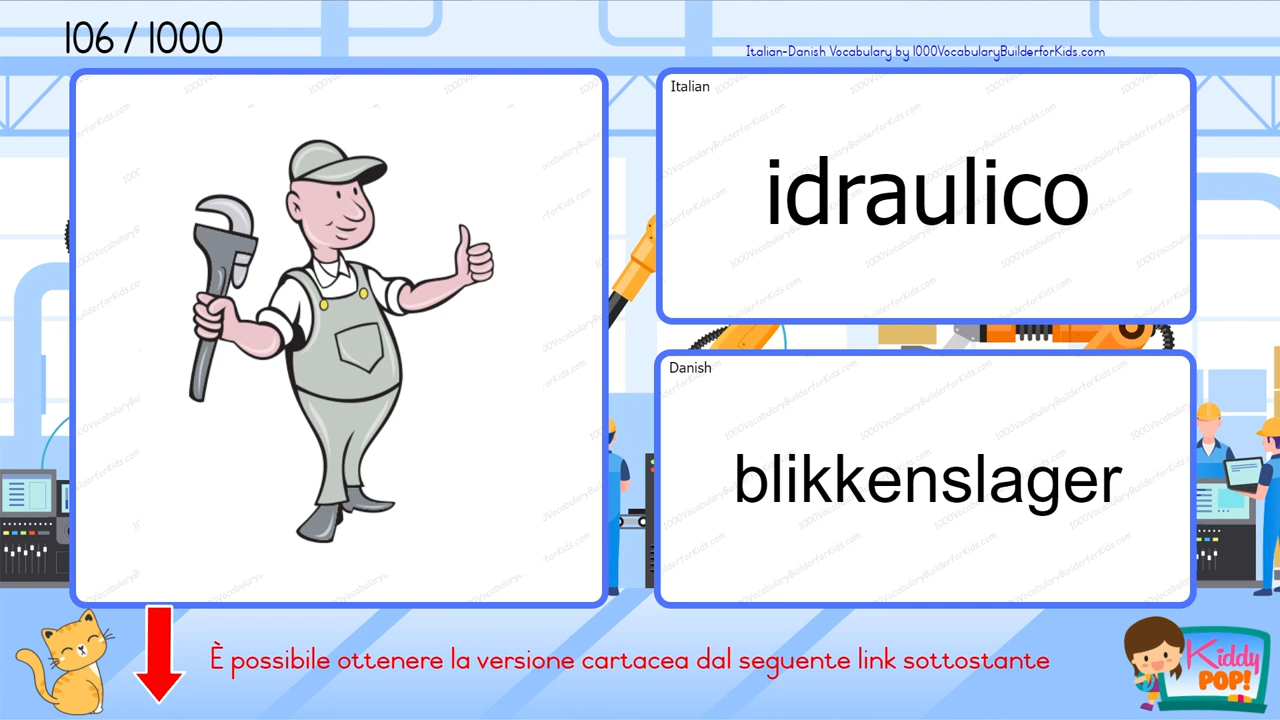 106 / 1000
Italian-Danish Vocabulary by 1000VocabularyBuilderforKids.com
Italian
idraulico
Danish
blikkenslager
È possibile ottenere la versione cartacea dal seguente link sottostante
Kiddy
POP!